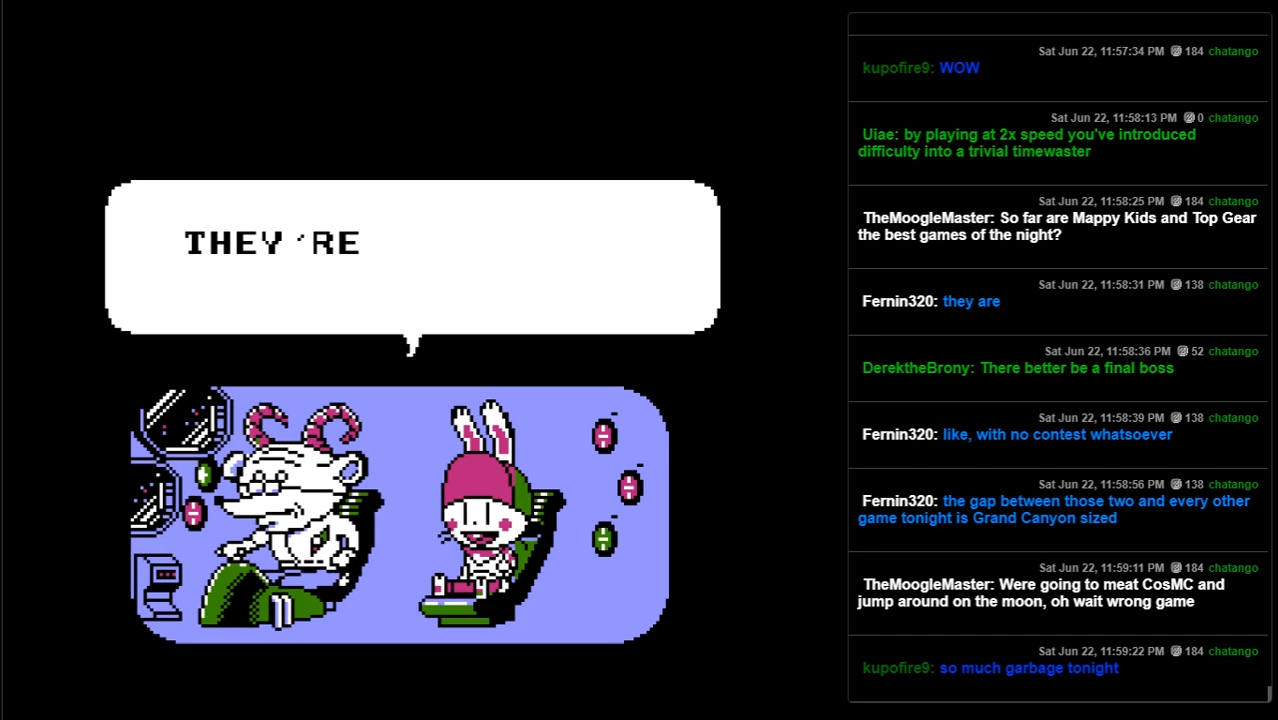 THEY'RE
Sat Jun 22, 11:57:34 PM 184 chatango
kupofire9: WOW
Sat Jun 22, 11:58:13 PM 0 chatango
Uiae: by playing at 2x speed you've introduced
difficulty into a trivial timewaster
Sat Jun 22, 11:58:25 PM 184 chatango
TheMoogleMaster: So far are Mappy Kids and Top Gear
the best games of the night?
Sat Jun 22, 11:58:31 PM 138 chatango
Fernin320: they are
Sat Jun 22, 11:58:36 PM 52 chatango
DerektheBrony: There better be a final boss
Sat Jun 22, 11:58:39 PM 138 chatango
Fernin320: like, with no contest whatsoever
Sat Jun 22, 11:58:56 PM 138 chatango
Fernin320: the gap between those two and every other
game tonight is Grand Canyon sized
Sat Jun 22, 11:59:11 PM 184 chatango
TheMoogleMaster: Were going to meat CosMC and
jump around on the moon, oh wait wrong game
Sat Jun 22, 11:59:22 PM 184 chatango
kupofire9: so much garbage tonight